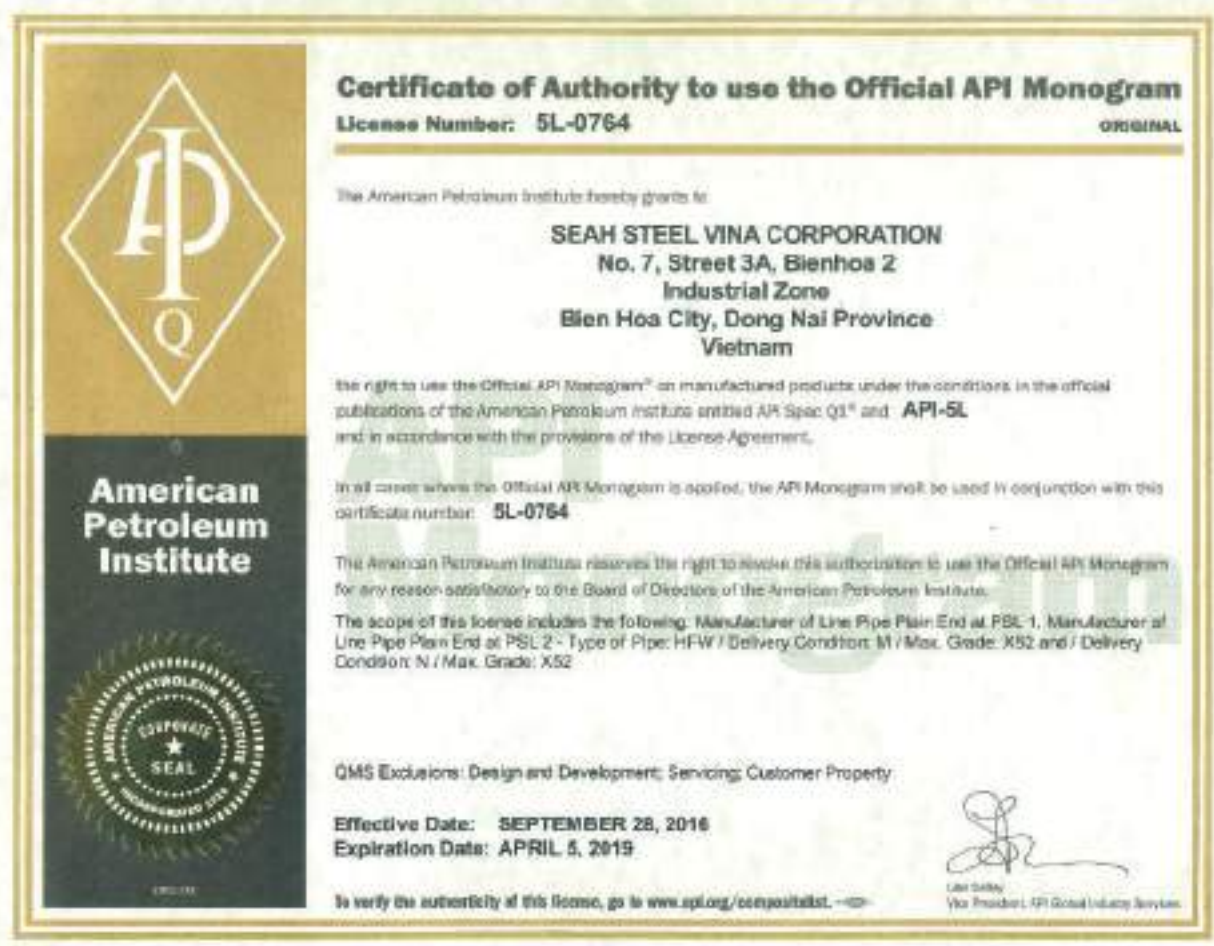 Certificate of Authority to use the Official API Monogram
License Number: 5L-0764
ORIGINAL
The American Petroleum Institute hereby grants to
SEAH STEEL VINA CORPORATION
No. 7, Street 3A, Bienhoa 2
Industrial Zone
Bien Hoa City, Dong Nai Province
Vietnam
the right to use the Official API Monogram® on manufactured products under the conditions in the official
publications of the American Petroleum Institute entitled API Spec Q1® and API-5L
and in accordance with the provisions of the License Agreement.
In all cases where the Official API Monogram is applied, the API Monogram shall be used in conjunction with this
certificate number: 5L-0764
The American Petroleum Institute reserves the right to revoke this authorization to use the Official API Monogram
for any reason satisfactory to the Board of Directors of the American Petroleum Institute.
The scope of this license includes the following: Manufacturer of Line Pipe Plain End at PSL 1, Manufacturer of
Line Pipe Plain End at PSL 2 - Type of Pipe: HFW / Delivery Condition: M / Max. Grade: X52 and / Delivery
Condition: N / Max. Grade: X52
API
Monogram
QMS Exclusions: Design and Development; Servicing; Customer Property
Effective Date: SEPTEMBER 28, 2016
Expiration Date: APRIL 5, 2019
To verify the authenticity of this license, go to www.api.org/compositelist.
Vice President, API Global Industry Services
API
Q
American
Petroleum
Institute
AMERICAN PETROLEUM INSTITUTE
CORPORATE
SEAL